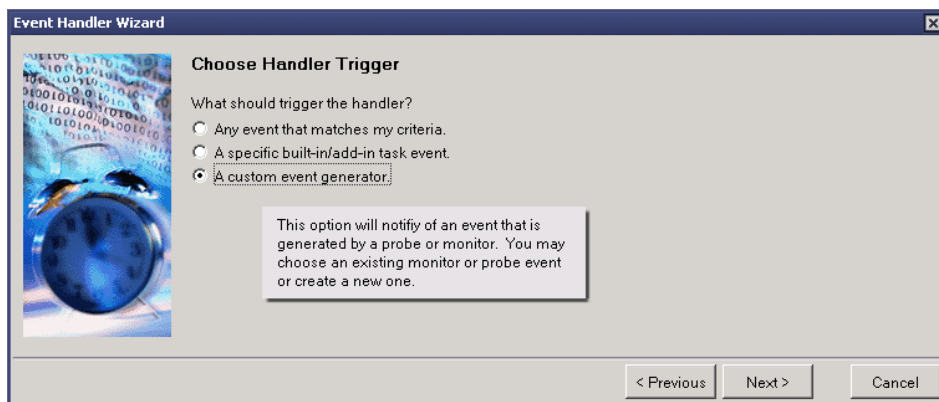 Event Handler Wizard
Choose Handler Trigger
What should trigger the handler?
Any event that matches my criteria.
A specific built-in/add-in task event.
A custom event generator.
This option will notifiy of an event that is
generated by a probe or monitor. You may
choose an existing monitor or probe event
or create a new one.
< Previous
Next >
Cancel